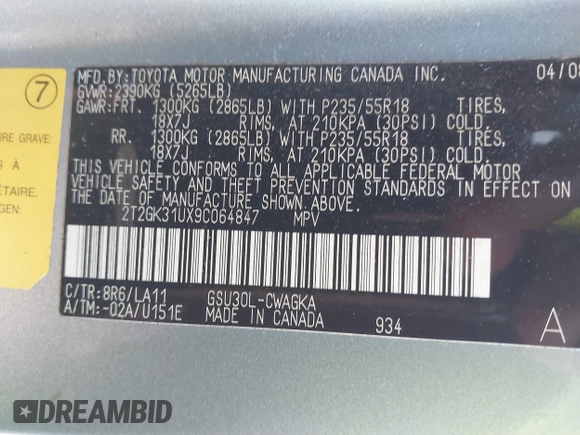 7
URE GRAVE:
S À
ÉTAIRE.
GEN:
MFD.BY:TOYOTA MOTOR MANUFACTURING CANADA INC. 04/08
GVWR:2390KG (5265LB)
GAWR:FRT. 1300KG (2865LB) WITH P235/55R18 TIRES,
18X7J RIMS, AT 210KPA (30PSI) COLD.
RR. 1300KG (2865LB) WITH P235/55R18 TIRES,
18X7J RIMS, AT 210KPA (30PSI) COLD.
THIS VEHICLE CONFORMS TO ALL APPLICABLE FEDERAL MOTOR
VEHICLE SAFETY AND THEFT PREVENTION STANDARDS IN EFFECT ON
THE DATE OF MANUFACTURE SHOWN ABOVE.
2T2GK31UX9C064847 MPV
C/TR:8R6/LA11 GSU30L-CWAGKA
A/TM:-02A/U151E MADE IN CANADA 934 A
DREAMBID